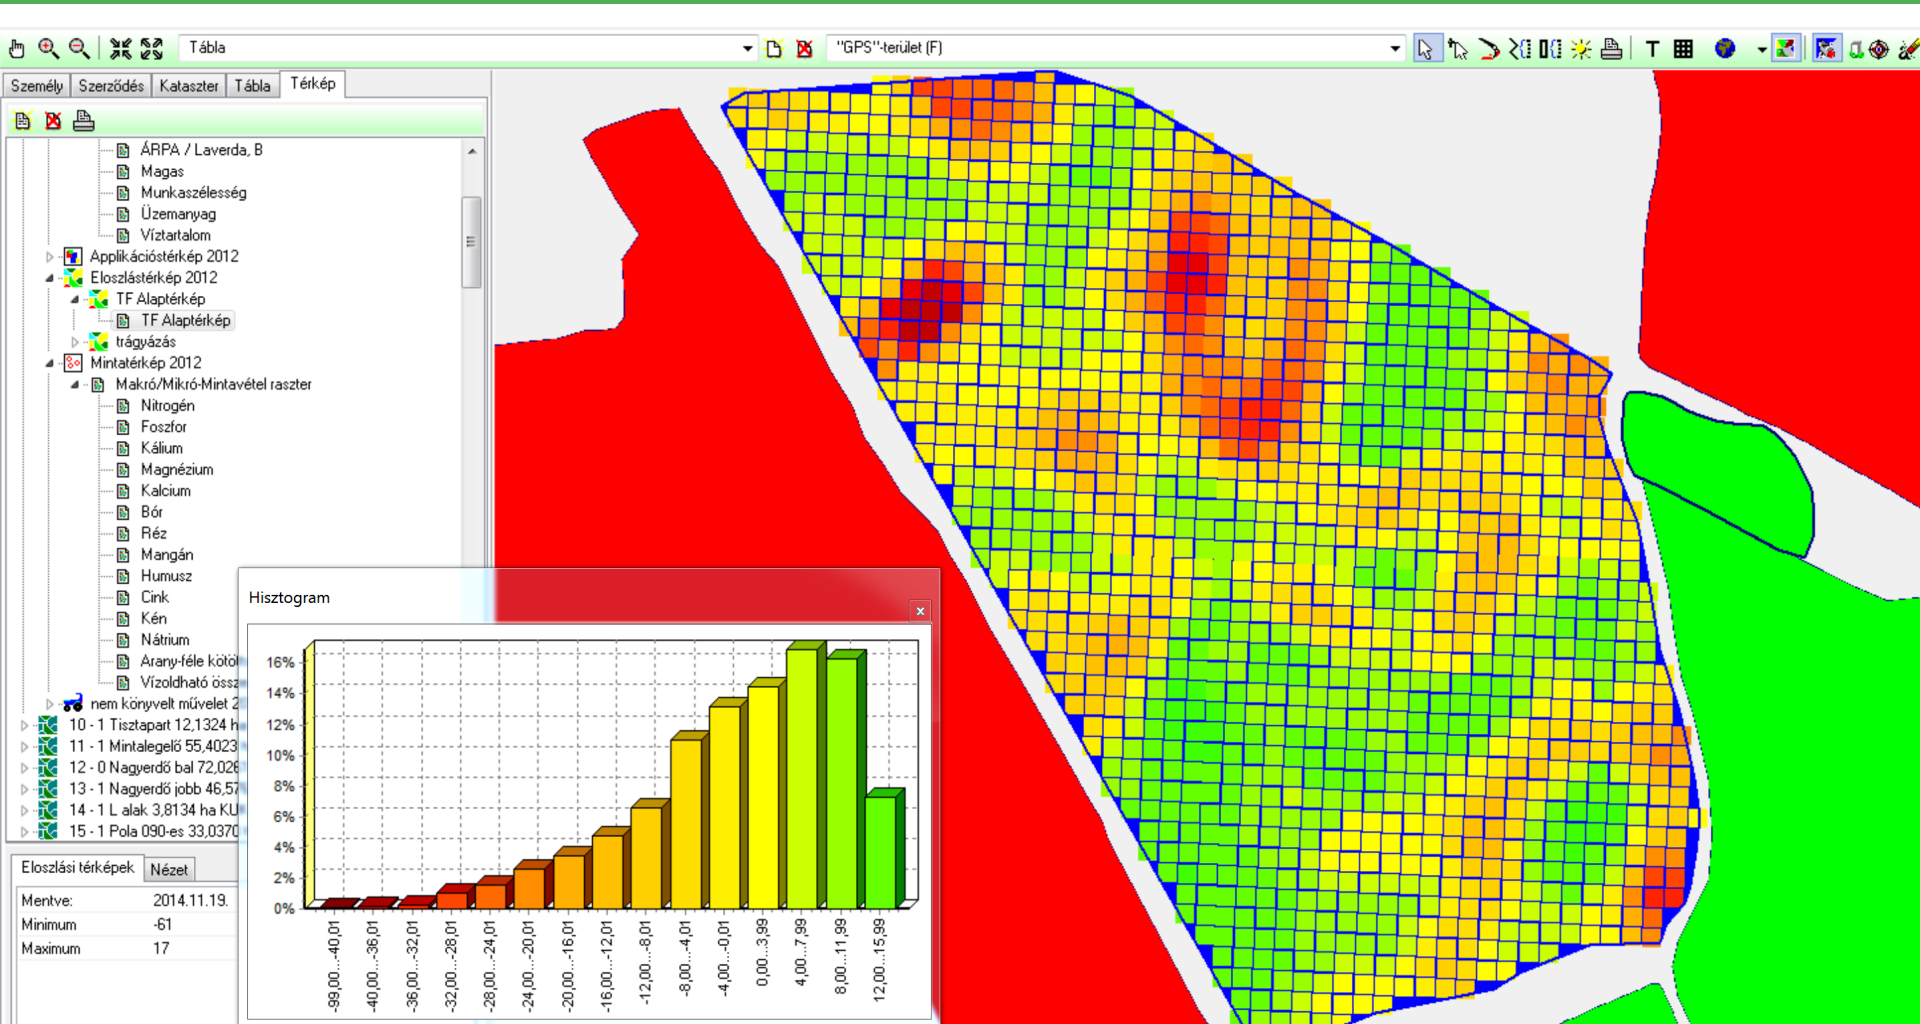 Tábla
"GPS"-terület (F)
T
Személy
Szerződés
Kataszter
Tábla
Térkép
ÁRPA / Laverda, B
Magas
Munkaszélesség
Üzemanyag
Víztartalom
Applikációstérkép 2012
Eloszlástérkép 2012
TF Alaptérkép
TF Alaptérkép
trágyázás
Mintatérkép 2012
Makró/Mikró-Mintavétel raszter
Nitrogén
Foszfor
Kálium
Magnézium
Kalcium
Bór
Réz
Mangán
Humusz
Cink
Kén
Nátrium
Arany-féle kötö
Vízoldható össz
nem könyvelt művelet 2
10 - 1 Tisztapart 12,1324 h
11 - 1 Mintalegelő 55,4023
12 - 0 Nagyerdő bal 72,026
13 - 1 Nagyerdő jobb 46,57
14 - 1 L alak 3,8134 ha KU
15 - 1 Pola 090-es 33,0370
Eloszlási térképek
Nézet
Mentve: 2014.11.19.
Minimum -61
Maximum 17
Hisztogram
16%
14%
12%
10%
8%
6%
4%
2%
0%
-99,00...-40,01
-40,00...-36,01
-36,00...-32,01
-32,00...-28,01
-28,00...-24,01
-24,00...-20,01
-20,00...-16,01
-16,00...-12,01
-12,00...-8,01
-8,00...-4,01
-4,00...-0,01
0,00...3,99
4,00...7,99
8,00...11,99
12,00...15,99